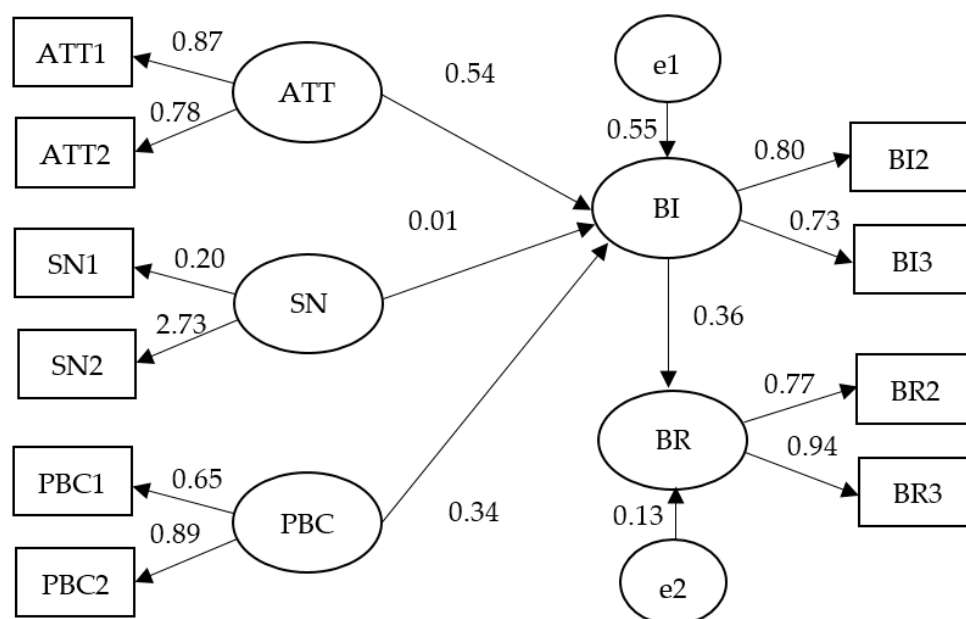 ATT1
0.87
ATT
ATT2
0.78
0.54
e1
0.55
BI
0.80
BI2
0.73
BI3
SN1
0.20
SN
SN2
2.73
0.01
0.36
BR
0.77
BR2
0.94
BR3
PBC1
0.65
PBC
PBC2
0.89
0.34
0.13
e2